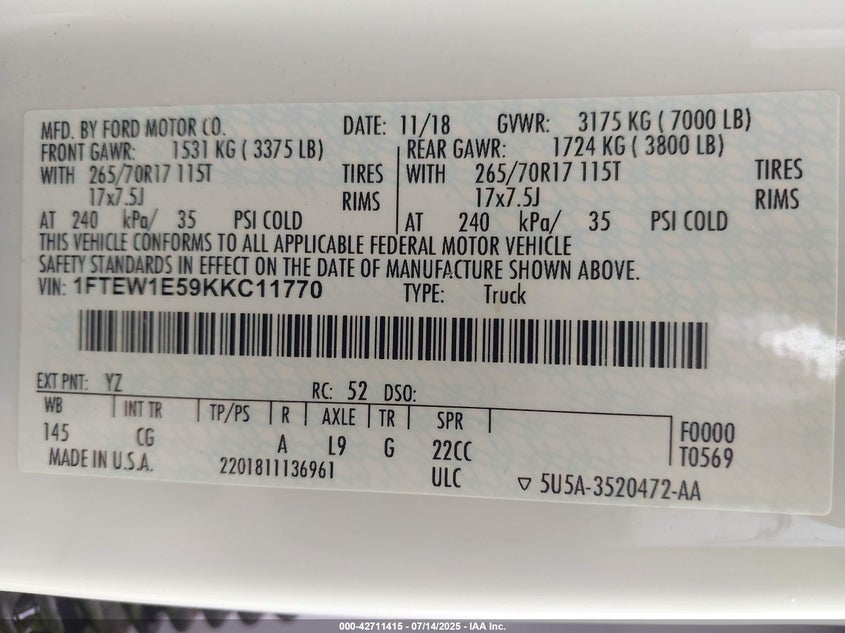 MFD. BY FORD MOTOR CO. DATE: 11/18 GVWR: 3175 KG ( 7000 LB)
FRONT GAWR: 1531 KG ( 3375 LB) REAR GAWR: 1724 KG ( 3800 LB)
WITH 265/70R17 115T TIRES WITH 265/70R17 115T TIRES
17x7.5J RIMS 17x7.5J RIMS
AT 240 kPa/ 35 PSI COLD AT 240 kPa/ 35 PSI COLD
THIS VEHICLE CONFORMS TO ALL APPLICABLE FEDERAL MOTOR VEHICLE
SAFETY STANDARDS IN EFFECT ON THE DATE OF MANUFACTURE SHOWN ABOVE.
VIN: 1FTEW1E59KKC11770 TYPE: Truck
EXT PNT: YZ RC: 52 DSO:
WB INT TR TP/PS R AXLE TR SPR F0000
145 CG A L9 G 22CC T0569
MADE IN U.S.A. 2201811136961 ULC ▽ 5U5A-3520472-AA
000-42711415 - 07/14/2025 - IAA Inc.